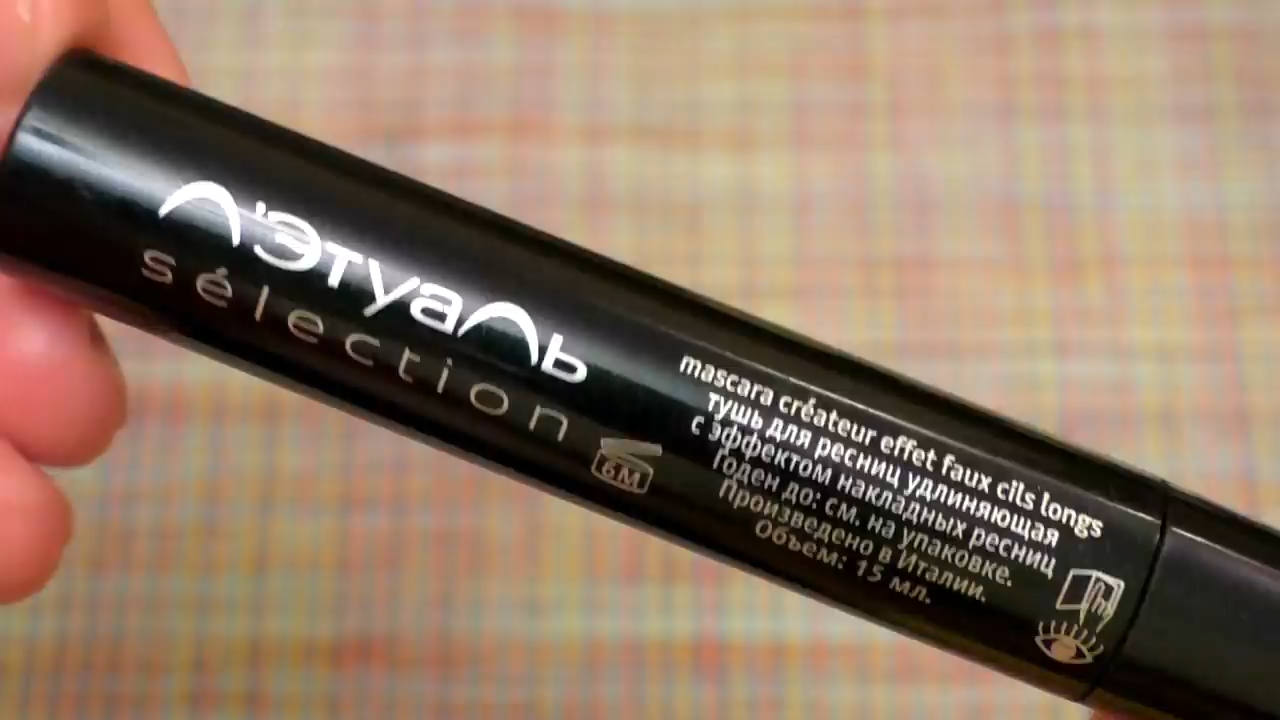 Л'Этуаль
sélection
6M
mascara créateur effet faux cils longs
тушь для ресниц удлиняющая
с эффектом накладных ресниц
Годен до: см. на упаковке.
Произведено в Италии.
Объем: 15 мл.